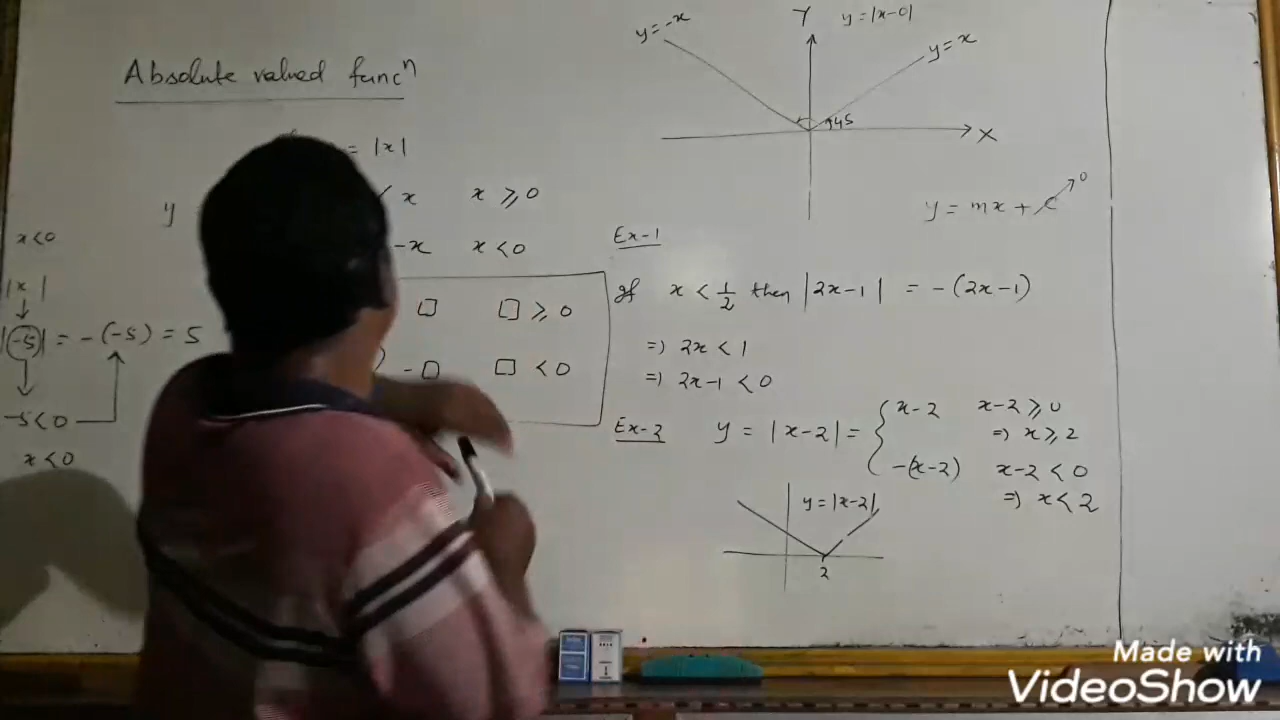 Absolute valued funcⁿ
= |x|
y
x x ≥ 0
-x x < 0
□ □ ≥ 0
-□ □ < 0
x < 0
|x|
↓
|-5| = -(-5) = 5
-5 < 0
x < 0
y = -x
Y
y = |x-0|
y = x
45
X
y = mx + c
0
Ex-1
If x < 1/2 then |2x-1| = -(2x-1)
⇒ 2x < 1
⇒ 2x-1 < 0
Ex-2
y = |x-2| = { x-2 x-2 ≥ 0
⇒ x ≥ 2
-(x-2) x-2 < 0
⇒ x < 2
y = |x-2|
2
Made with
VideoShow